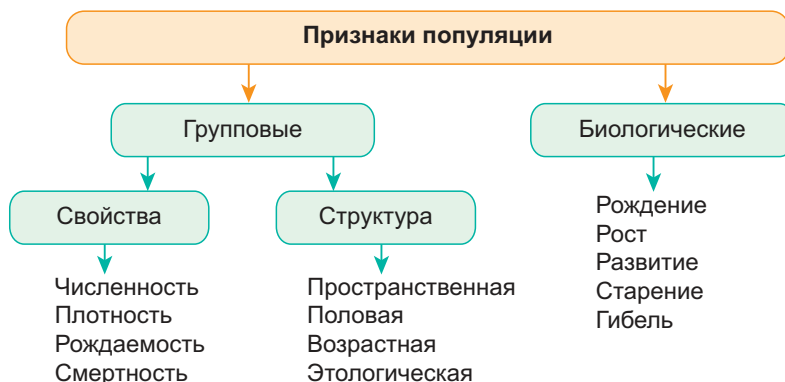 Признаки популяции
Групповые
Биологические
Свойства
Структура
Численность
Плотность
Рождаемость
Смертность
Пространственная
Половая
Возрастная
Этологическая
Рождение
Рост
Развитие
Старение
Гибель